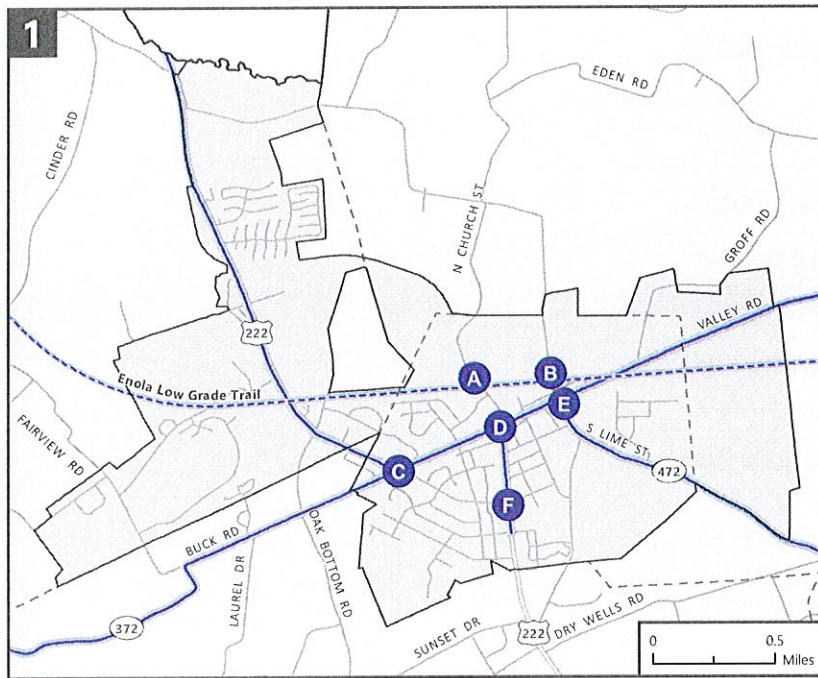 1
CINDER RD
EDEN RD
N CHURCH ST
GROFF RD
VALLEY RD
222
Enola Low Grade Trail
A
B
E
D
FAIRVIEW RD
S LIME ST
472
C
F
BUCK RD
OAK BOTTOM RD
LAUREL DR
372
SUNSET DR
222
DRY WELLS RD
0 0.5
Miles